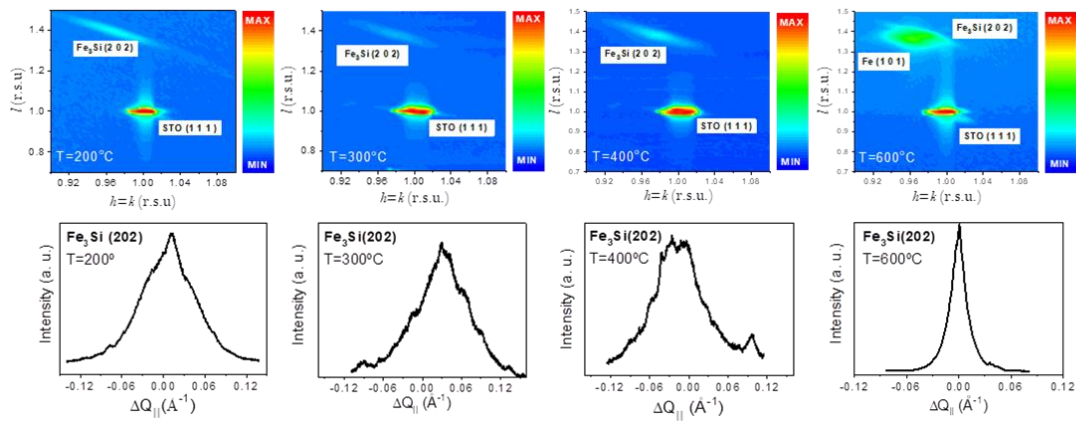 1.4
1.2
1.0
0.8
l (r.s.u)
Fe₃Si(2 0 2)
STO (1 1 1)
T=200°C
0.92 0.96 1.00 1.04 1.08
h=k (r.s.u)
MAX
MIN
1.5
1.4
1.3
1.2
1.1
1.0
0.9
0.8
0.7
l (r.s.u)
Fe₃Si(2 0 2)
STO (1 1 1)
T=300°C
0.92 0.96 1.00 1.04 1.08
h=k (r.s.u)
MAX
MIN
1.5
1.4
1.3
1.2
1.1
1.0
0.9
0.8
0.7
l (r.s.u)
Fe₃Si(2 0 2)
STO (1 1 1)
T=400°C
0.92 0.96 1.00 1.04 1.08
h=k (r.s.u)
MAX
MIN
1.5
1.4
1.3
1.2
1.1
1.0
0.9
0.8
0.7
l (r.s.u)
Fe₃Si(2 0 2)
Fe (1 0 1)
STO (1 1 1)
T=600°C
0.92 0.96 1.00 1.04 1.08
h=k (r.s.u)
MAX
MIN
Fe₃Si(202)
T=200º
Intensity (a. u.)
-0.12 -0.06 0.00 0.06 0.12
ΔQ||(Å⁻¹)
Fe₃Si(202)
T=300ºC
Intensity (a. u.)
-0.12 -0.06 0.00 0.06 0.12
ΔQ||(Å⁻¹)
Fe₃Si(202)
T=400ºC
Intensity (a. u.)
-0.12 -0.06 0.00 0.06 0.12
ΔQ|| (Å⁻¹)
Fe₃Si(202)
T=600ºC
Intensity (a. u.)
-0.12 -0.06 0.00 0.06 0.12
ΔQ|| (Å⁻¹)